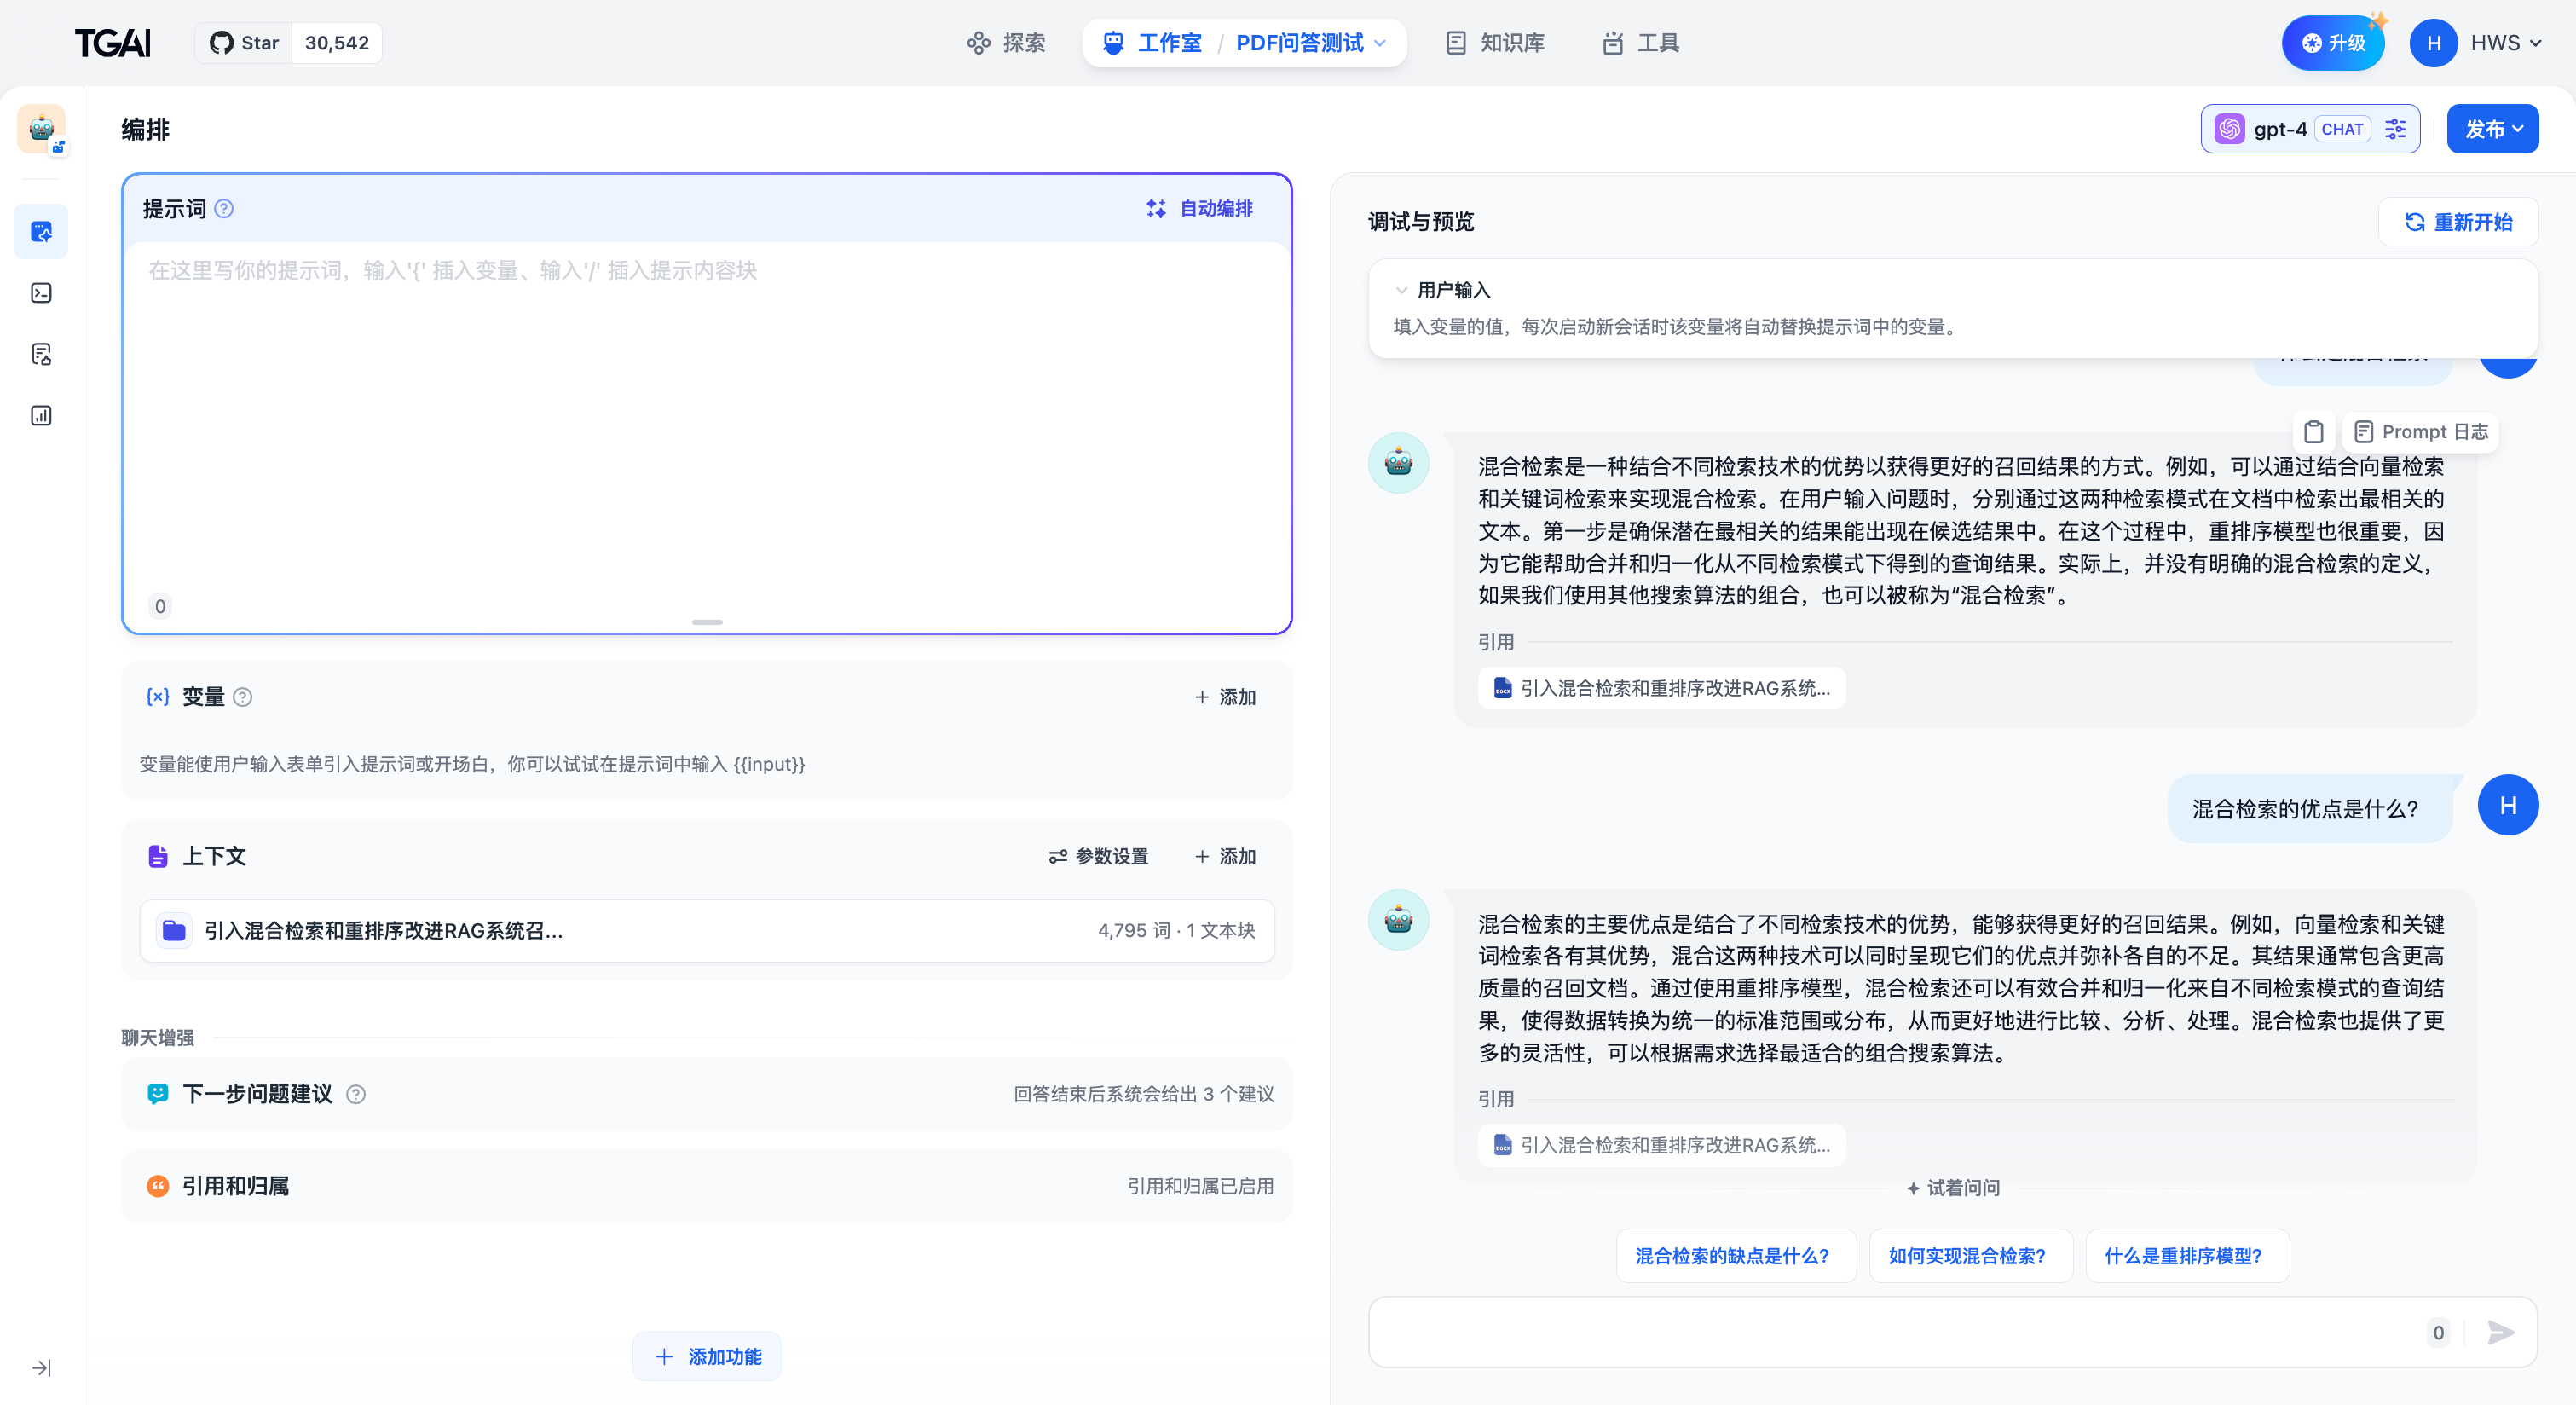 TGAI
Star 30,542
探索
工作室 / PDF问答测试
知识库
工具
升级
H HWS
编排
gpt-4 CHAT
发布
提示词
自动编排
在这里写你的提示词，输入'{' 插入变量、输入'/' 插入提示内容块
0
变量
添加
变量能使用户输入表单引入提示词或开场白，你可以试试在提示词中输入 {{input}}
上下文
参数设置
添加
引入混合检索和重排序改进RAG系统召...
4,795 词 · 1 文本块
聊天增强
下一步问题建议
回答结束后系统会给出 3 个建议
引用和归属
引用和归属已启用
添加功能
调试与预览
重新开始
用户输入
填入变量的值，每次启动新会话时该变量将自动替换提示词中的变量。
Prompt 日志
混合检索是一种结合不同检索技术的优势以获得更好的召回结果的方式。例如，可以通过结合向量检索
和关键词检索来实现混合检索。在用户输入问题时，分别通过这两种检索模式在文档中检索出最相关的
文本。第一步是确保潜在最相关的结果能出现在候选结果中。在这个过程中，重排序模型也很重要，因
为它能帮助合并和归一化从不同检索模式下得到的查询结果。实际上，并没有明确的混合检索的定义，
如果我们使用其他搜索算法的组合，也可以被称为“混合检索”。
引用
DOCX 引入混合检索和重排序改进RAG系统...
混合检索的优点是什么?
H
混合检索的主要优点是结合了不同检索技术的优势，能够获得更好的召回结果。例如，向量检索和关键
词检索各有其优势，混合这两种技术可以同时呈现它们的优点并弥补各自的不足。其结果通常包含更高
质量的召回文档。通过使用重排序模型，混合检索还可以有效合并和归一化来自不同检索模式的查询结
果，使得数据转换为统一的标准范围或分布，从而更好地进行比较、分析、处理。混合检索也提供了更
多的灵活性，可以根据需求选择最适合的组合搜索算法。
引用
DOCX 引入混合检索和重排序改进RAG系统...
试着问问
混合检索的缺点是什么?
如何实现混合检索?
什么是重排序模型?
0